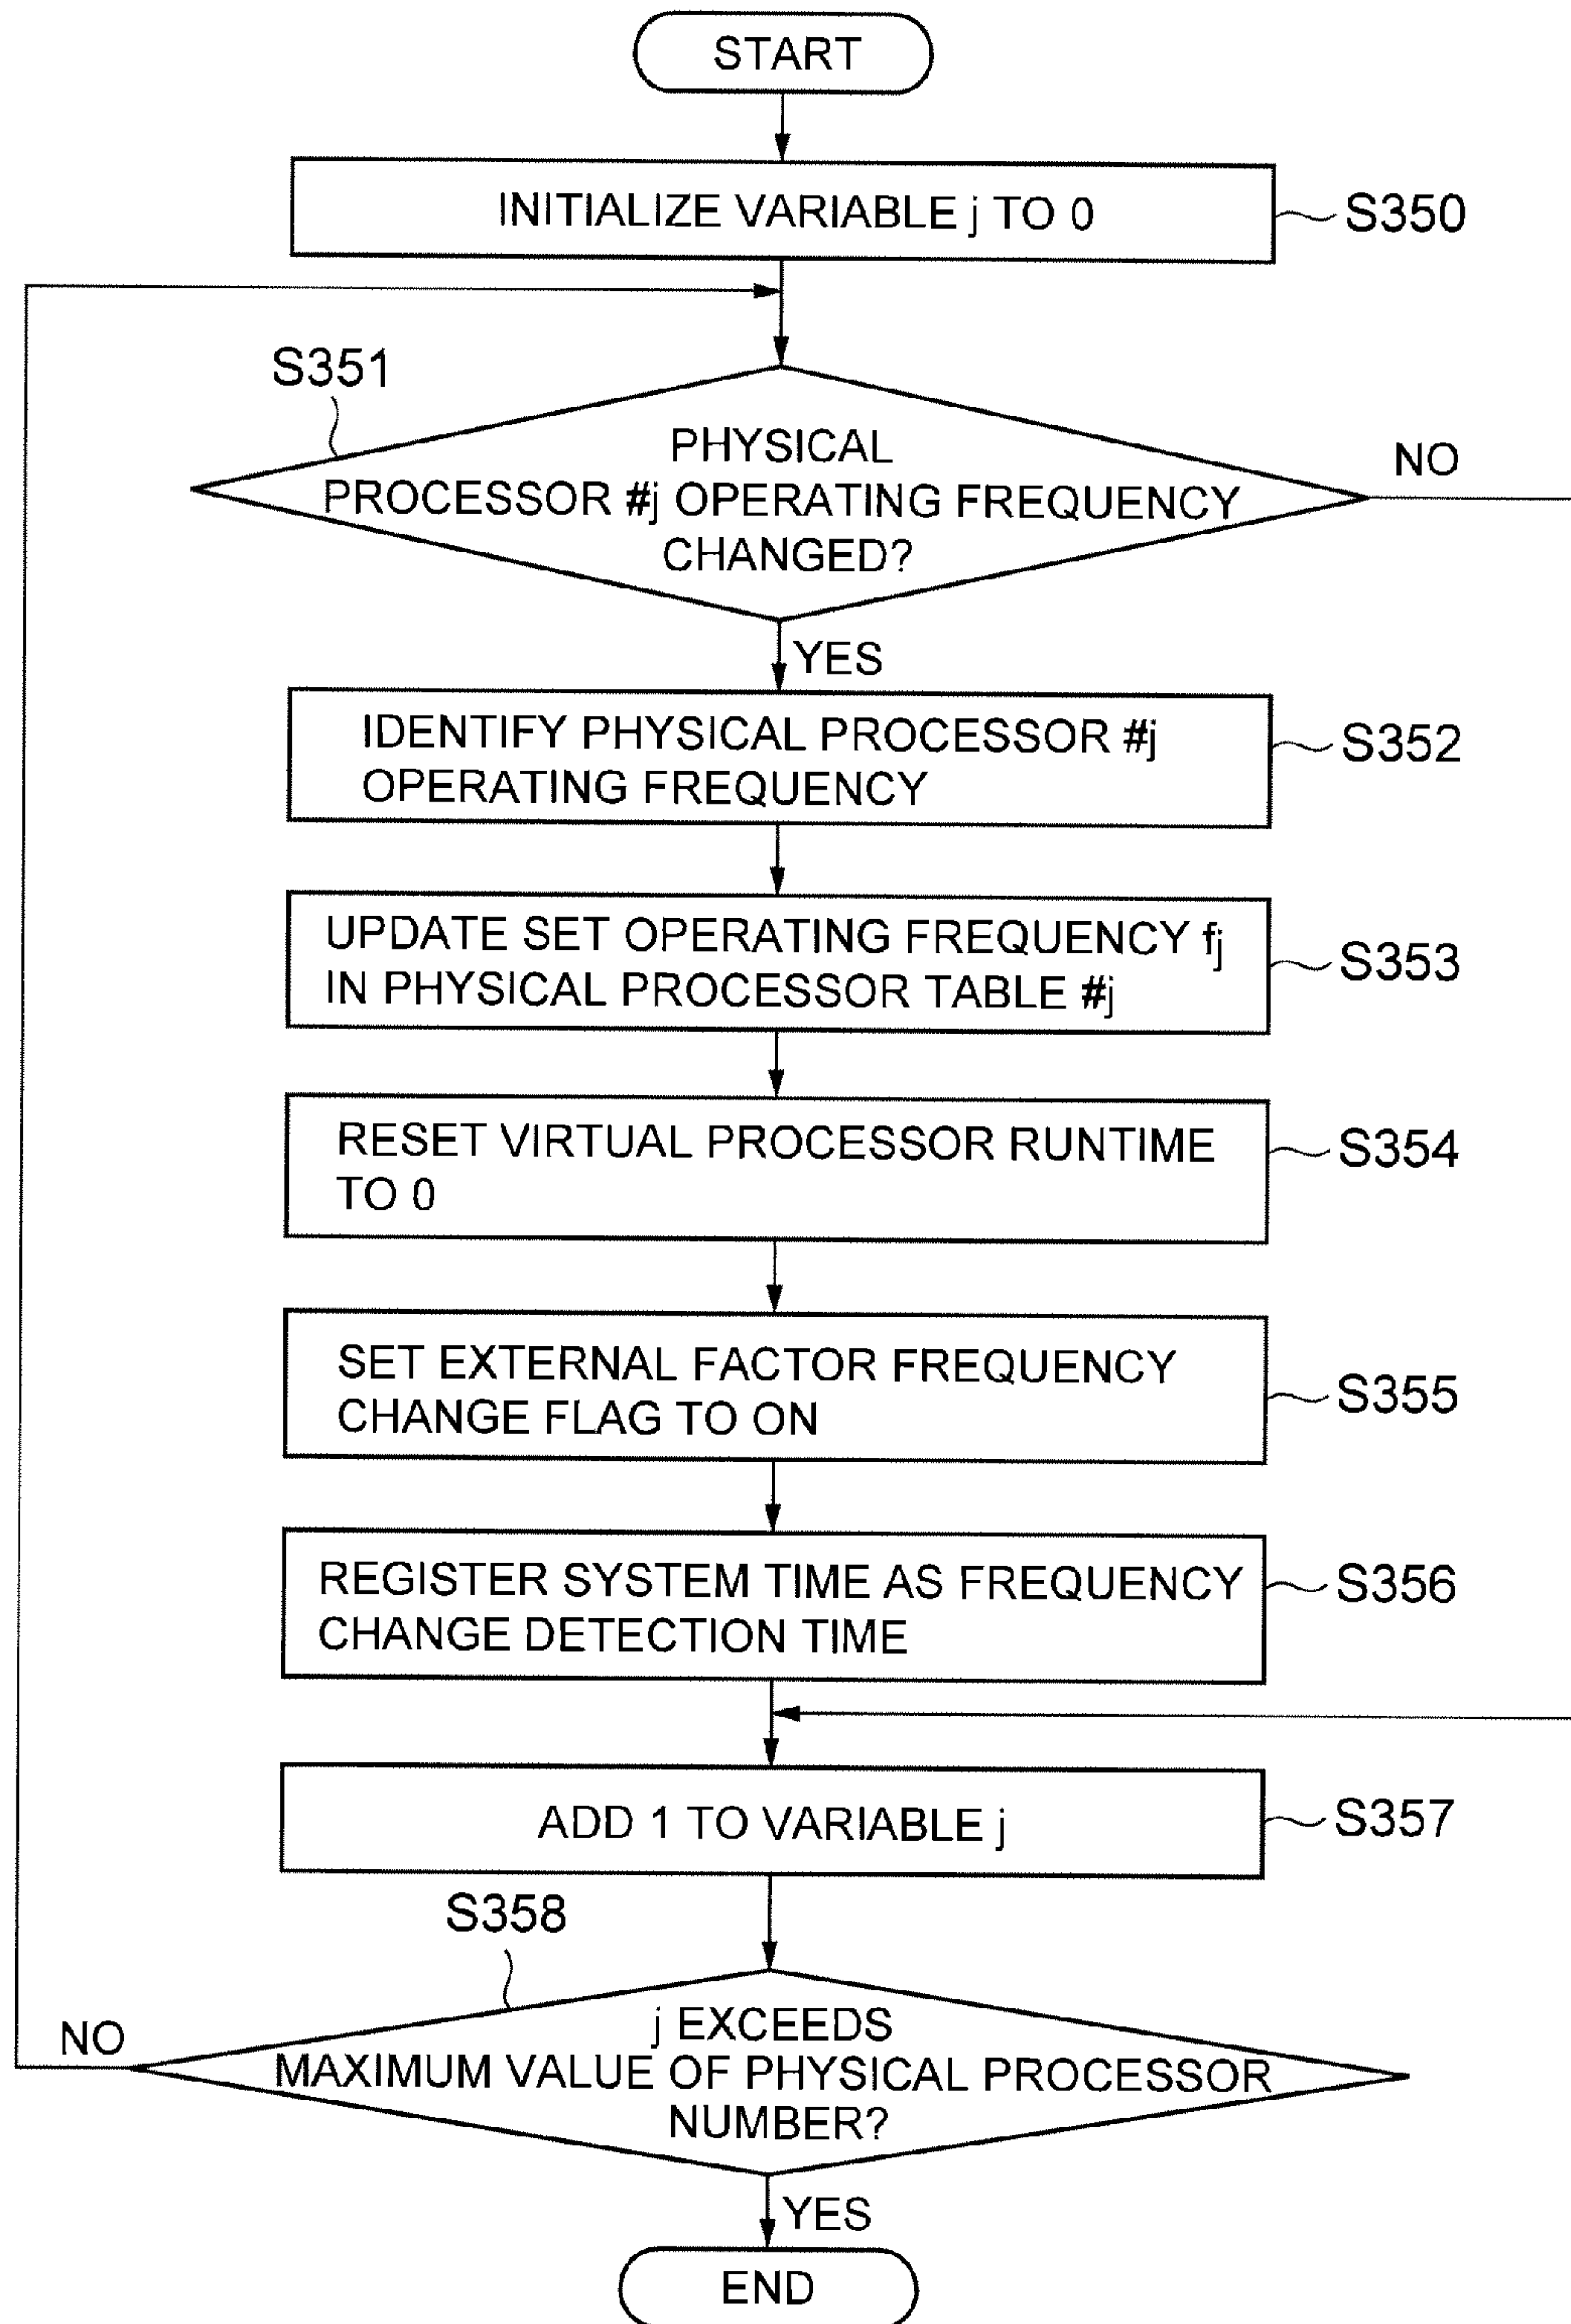 START
INITIALIZE VARIABLE j TO 0
S350
S351
PHYSICAL
PROCESSOR #j OPERATING FREQUENCY
CHANGED?
NO
YES
IDENTIFY PHYSICAL PROCESSOR #j
OPERATING FREQUENCY
S352
UPDATE SET OPERATING FREQUENCY fj
IN PHYSICAL PROCESSOR TABLE #j
S353
RESET VIRTUAL PROCESSOR RUNTIME
TO 0
S354
SET EXTERNAL FACTOR FREQUENCY
CHANGE FLAG TO ON
S355
REGISTER SYSTEM TIME AS FREQUENCY
CHANGE DETECTION TIME
S356
ADD 1 TO VARIABLE j
S357
S358
j EXCEEDS
MAXIMUM VALUE OF PHYSICAL PROCESSOR
NUMBER?
NO
YES
END